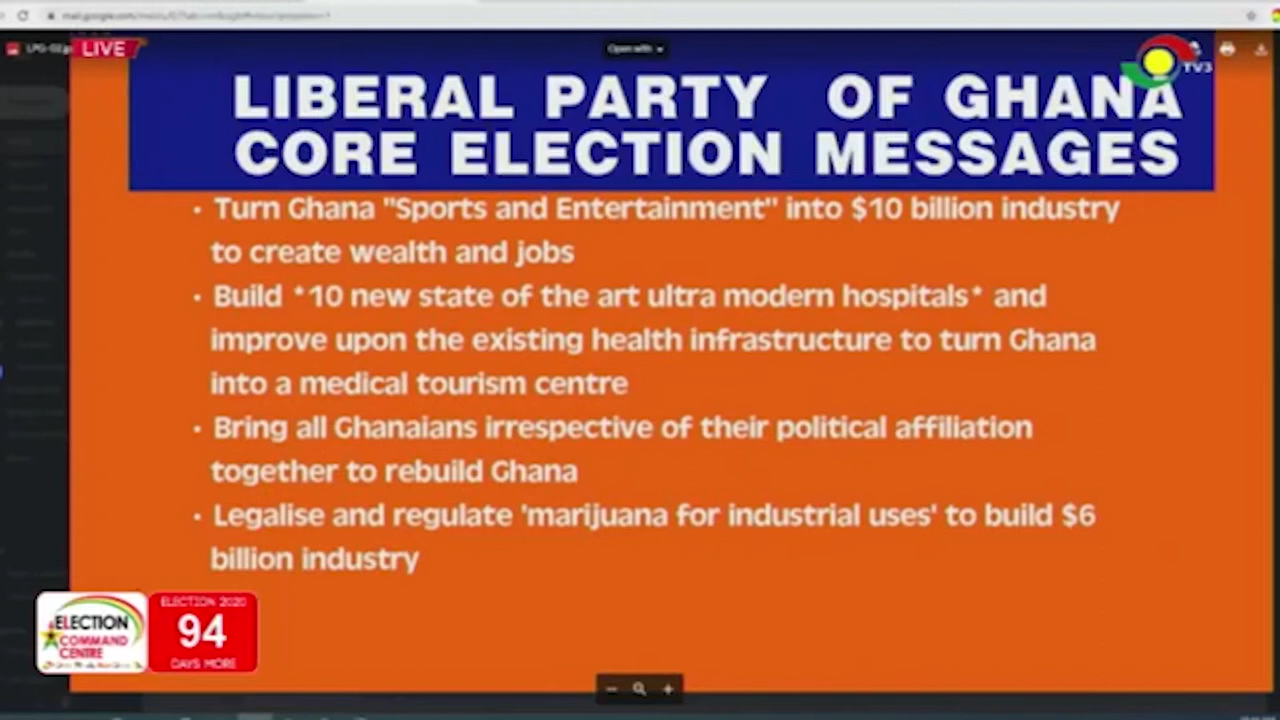 LIVE
Open with
TV3
LIBERAL PARTY OF GHANA
CORE ELECTION MESSAGES
• Turn Ghana "Sports and Entertainment" into $10 billion industry
to create wealth and jobs
• Build *10 new state of the art ultra modern hospitals* and
improve upon the existing health infrastructure to turn Ghana
into a medical tourism centre
• Bring all Ghanaians irrespective of their political affiliation
together to rebuild Ghana
• Legalise and regulate 'marijuana for industrial uses' to build $6
billion industry
ELECTION
COMMAND
CENTRE
ELECTION 2020
94
DAYS MORE